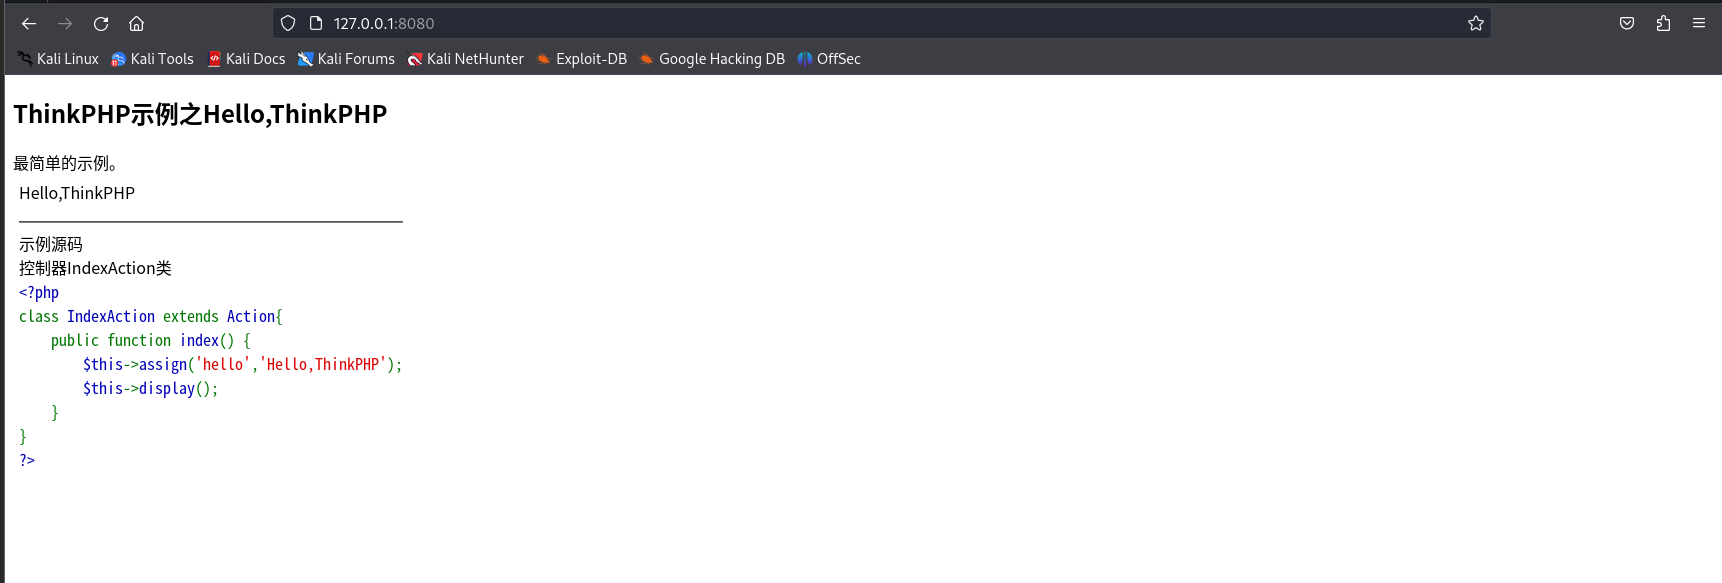 127.0.0.1:8080
Kali Linux Kali Tools Kali Docs Kali Forums Kali NetHunter Exploit-DB Google Hacking DB OffSec
ThinkPHP示例之Hello,ThinkPHP
最简单的示例。
Hello,ThinkPHP
示例源码
控制器IndexAction类
<?php
class IndexAction extends Action{
    public function index() {
        $this->assign('hello','Hello,ThinkPHP');
        $this->display();
    }
}
?>